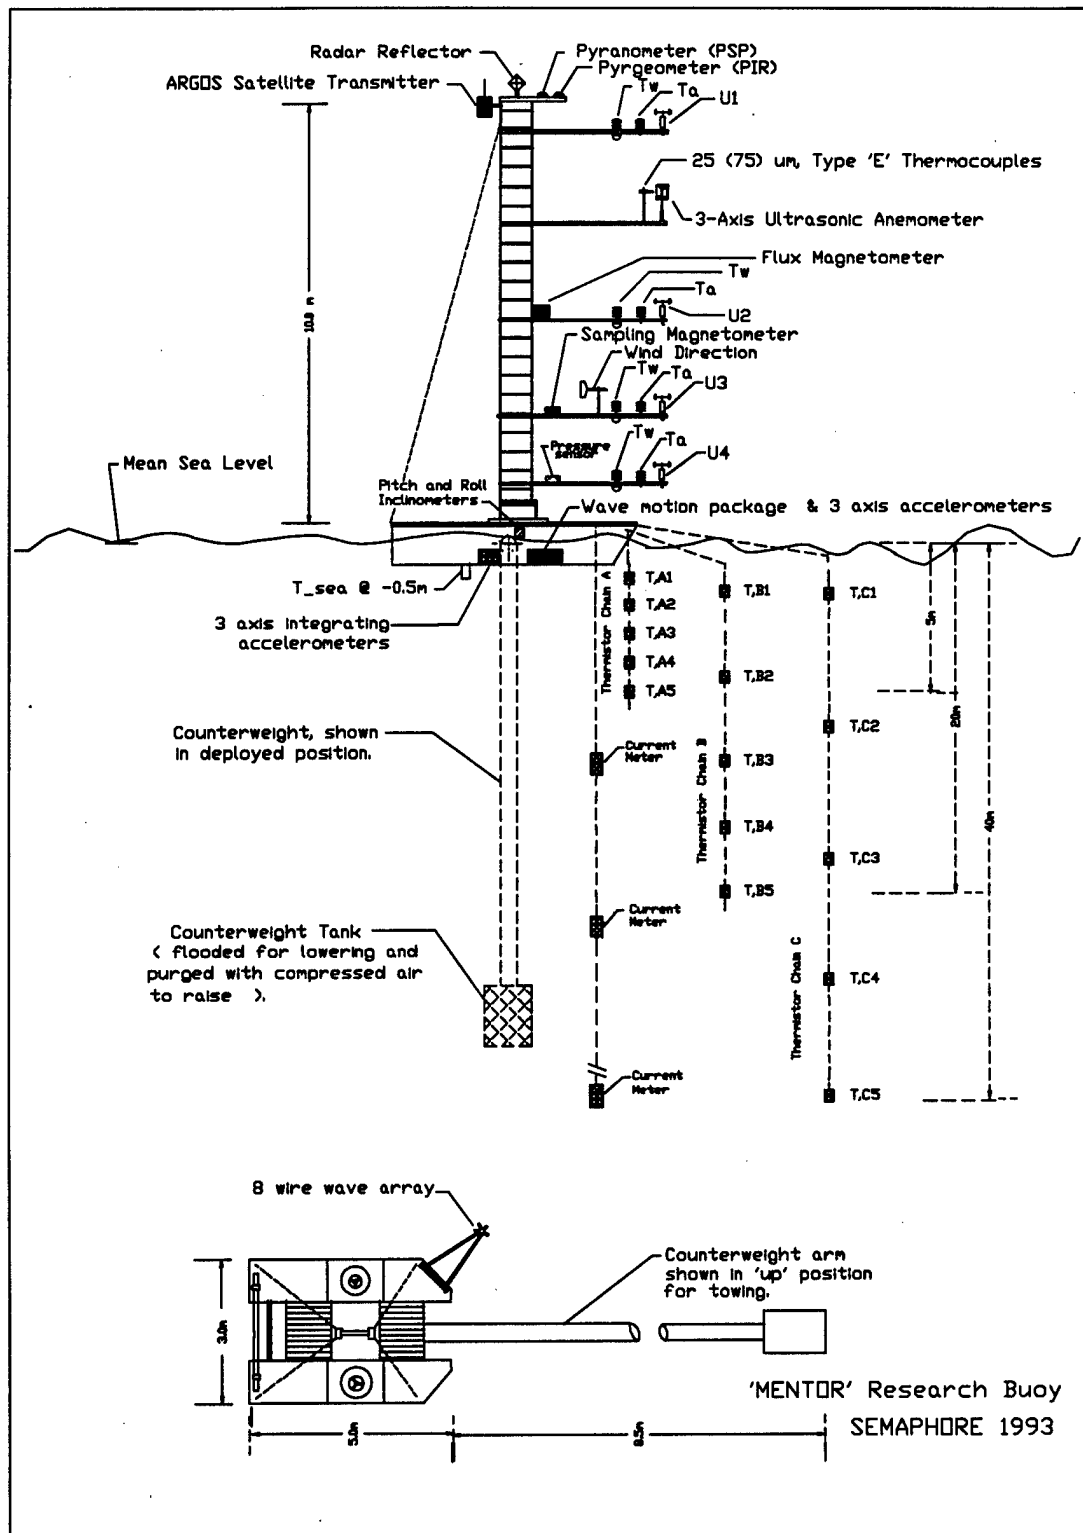 Radar Reflector
Pyranometer (PSP)
Pyrgeometer (PIR)
ARGOS Satellite Transmitter
Tw
Ta
U1
25 (75) um, Type 'E' Thermocouples
3-Axis Ultrasonic Anemometer
Flux Magnetometer
Tw
Ta
U2
Sampling Magnetometer
Wind Direction
Tw
Ta
U3
Tw
Ta
U4
Pressure
sensor
Mean Sea Level
Pitch and Roll
Inclinometers
Wave motion package & 3 axis accelerometers
T_sea @ -0.5m
3 axis integrating
accelerometers
Thermistor Chain A
T,A1
T,A2
T,A3
T,A4
T,A5
T,B1
T,B2
T,B3
T,B4
T,B5
Thermistor Chain B
T,C1
T,C2
T,C3
T,C4
T,C5
Thermistor Chain C
5m
20m
40m
Counterweight, shown
in deployed position.
Current
Meter
Current
Meter
Current
Meter
Counterweight Tank
( flooded for lowering and
purged with compressed air
to raise ).
8 wire wave array
Counterweight arm
shown in 'up' position
for towing.
3.0m
5.0m
'MENTOR' Research Buoy
SEMAPHORE 1993